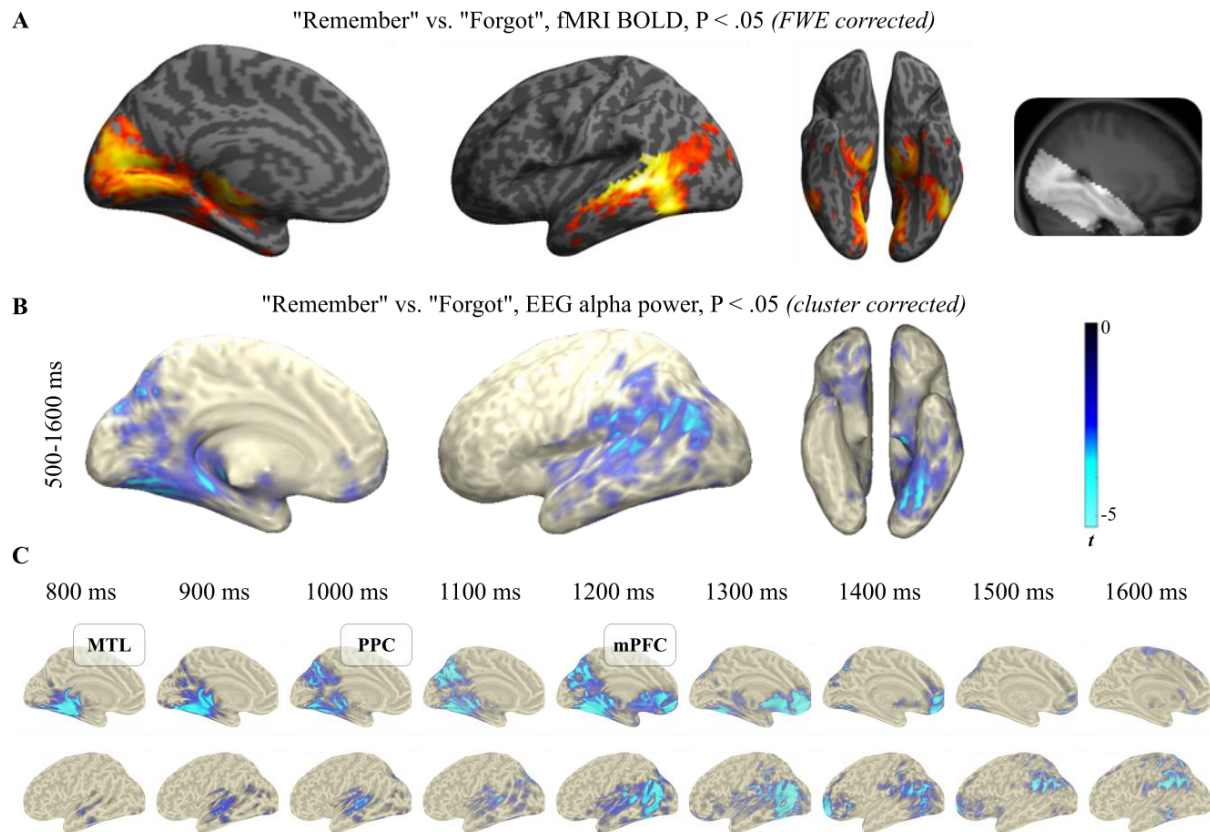 A
"Remember" vs. "Forgot", fMRI BOLD, P < .05 (FWE corrected)
B
"Remember" vs. "Forgot", EEG alpha power, P < .05 (cluster corrected)
500-1600 ms
0
-5
t
C
800 ms 900 ms 1000 ms 1100 ms 1200 ms 1300 ms 1400 ms 1500 ms 1600 ms
MTL PPC mPFC